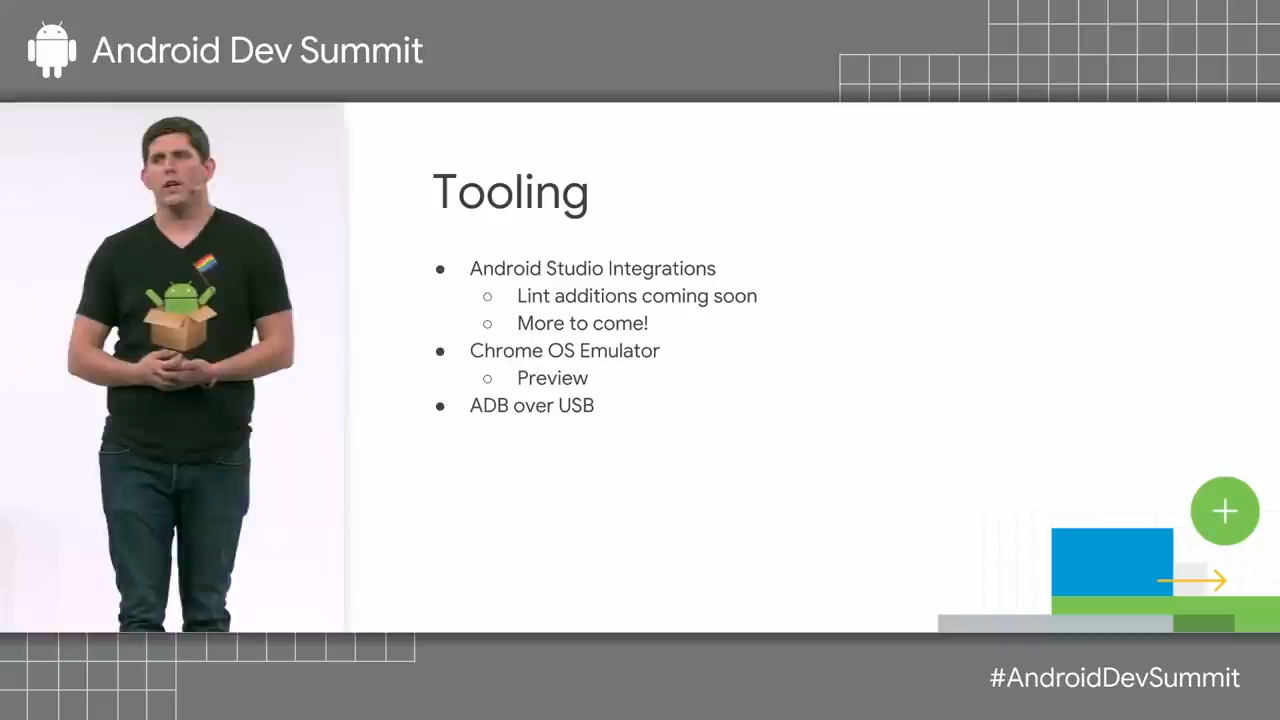 Android Dev Summit
Tooling
● Android Studio Integrations
○ Lint additions coming soon
○ More to come!
● Chrome OS Emulator
○ Preview
● ADB over USB
#AndroidDevSummit